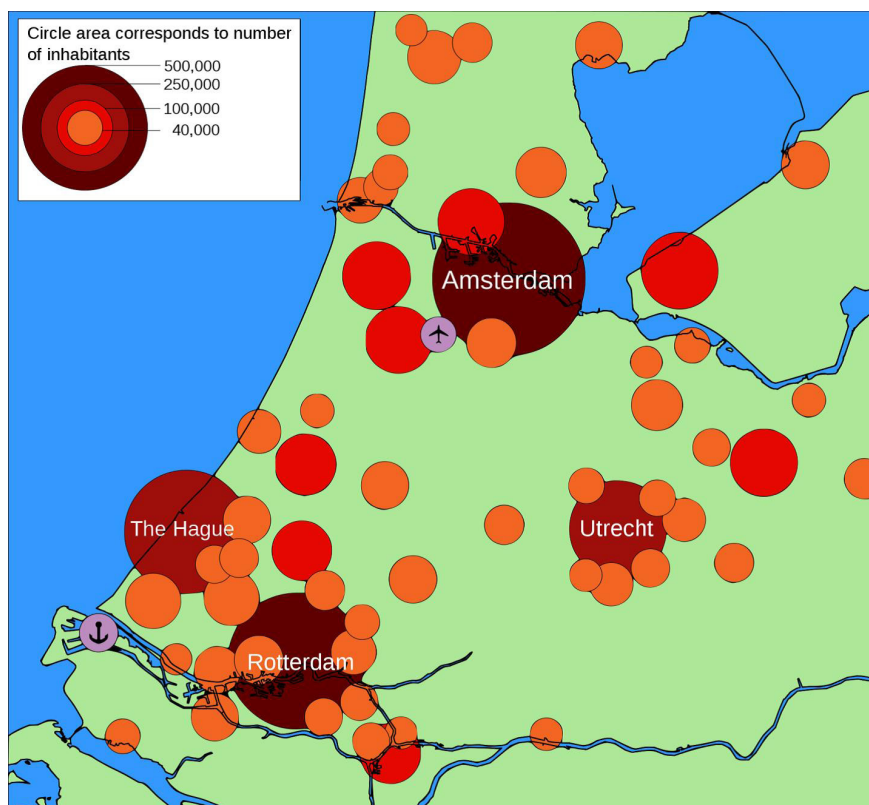 Circle area corresponds to number
of inhabitants
500,000
250,000
100,000
40,000
Amsterdam
The Hague
Utrecht
Rotterdam